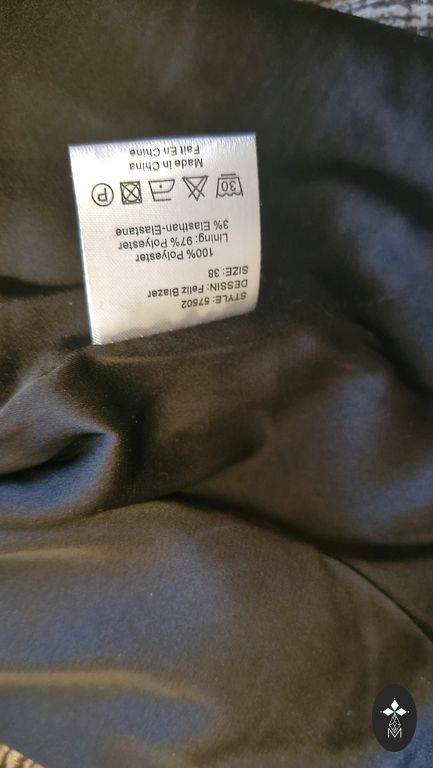 STYLE: 57502
DESSIN: Feliz Blazer
SIZE: 38
100% Polyester
Lining: 97% Polyester
3% Elasthan-Elastane
30 P
Made in China
Fait En Chine
M